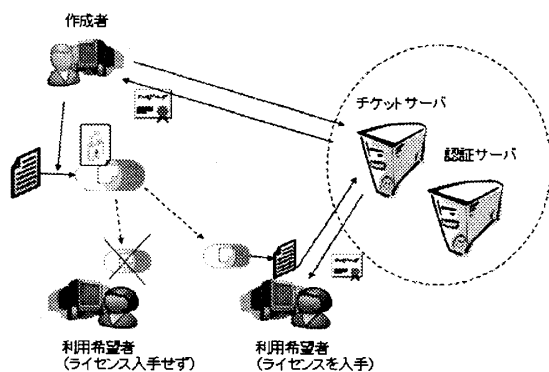 作成者
チケットサーバ
認証サーバ
利用希望者
(ライセンス入手せず)
利用希望者
(ライセンスを入手)